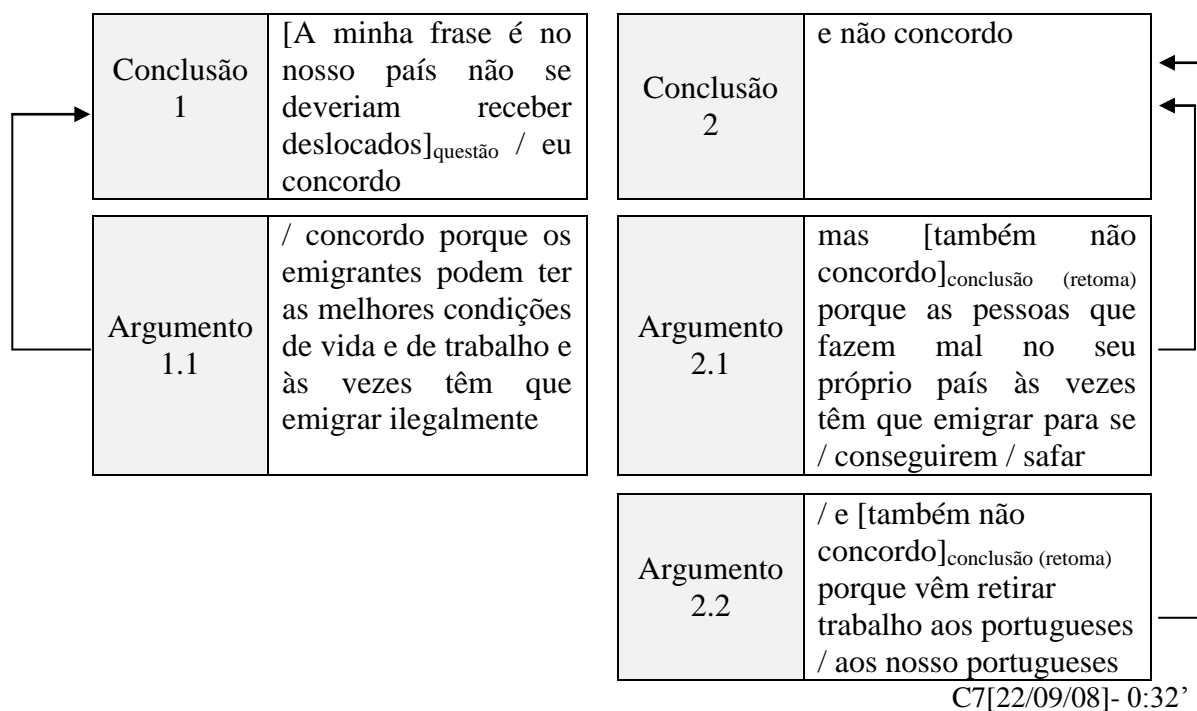 Conclusão
1
[A minha frase é no
nosso país não se
deveriam receber
deslocados]questão / eu
concordo
Conclusão
2
e não concordo
Argumento
1.1
/ concordo porque os
emigrantes podem ter
as melhores condições
de vida e de trabalho e
às vezes têm que
emigrar ilegalmente
Argumento
2.1
mas [também não
concordo]conclusão (retoma)
porque as pessoas que
fazem mal no seu
próprio país às vezes
têm que emigrar para se
/ conseguirem / safar
Argumento
2.2
/ e [também não
concordo]conclusão (retoma)
porque vêm retirar
trabalho aos portugueses
/ aos nosso portugueses
C7[22/09/08]- 0:32’